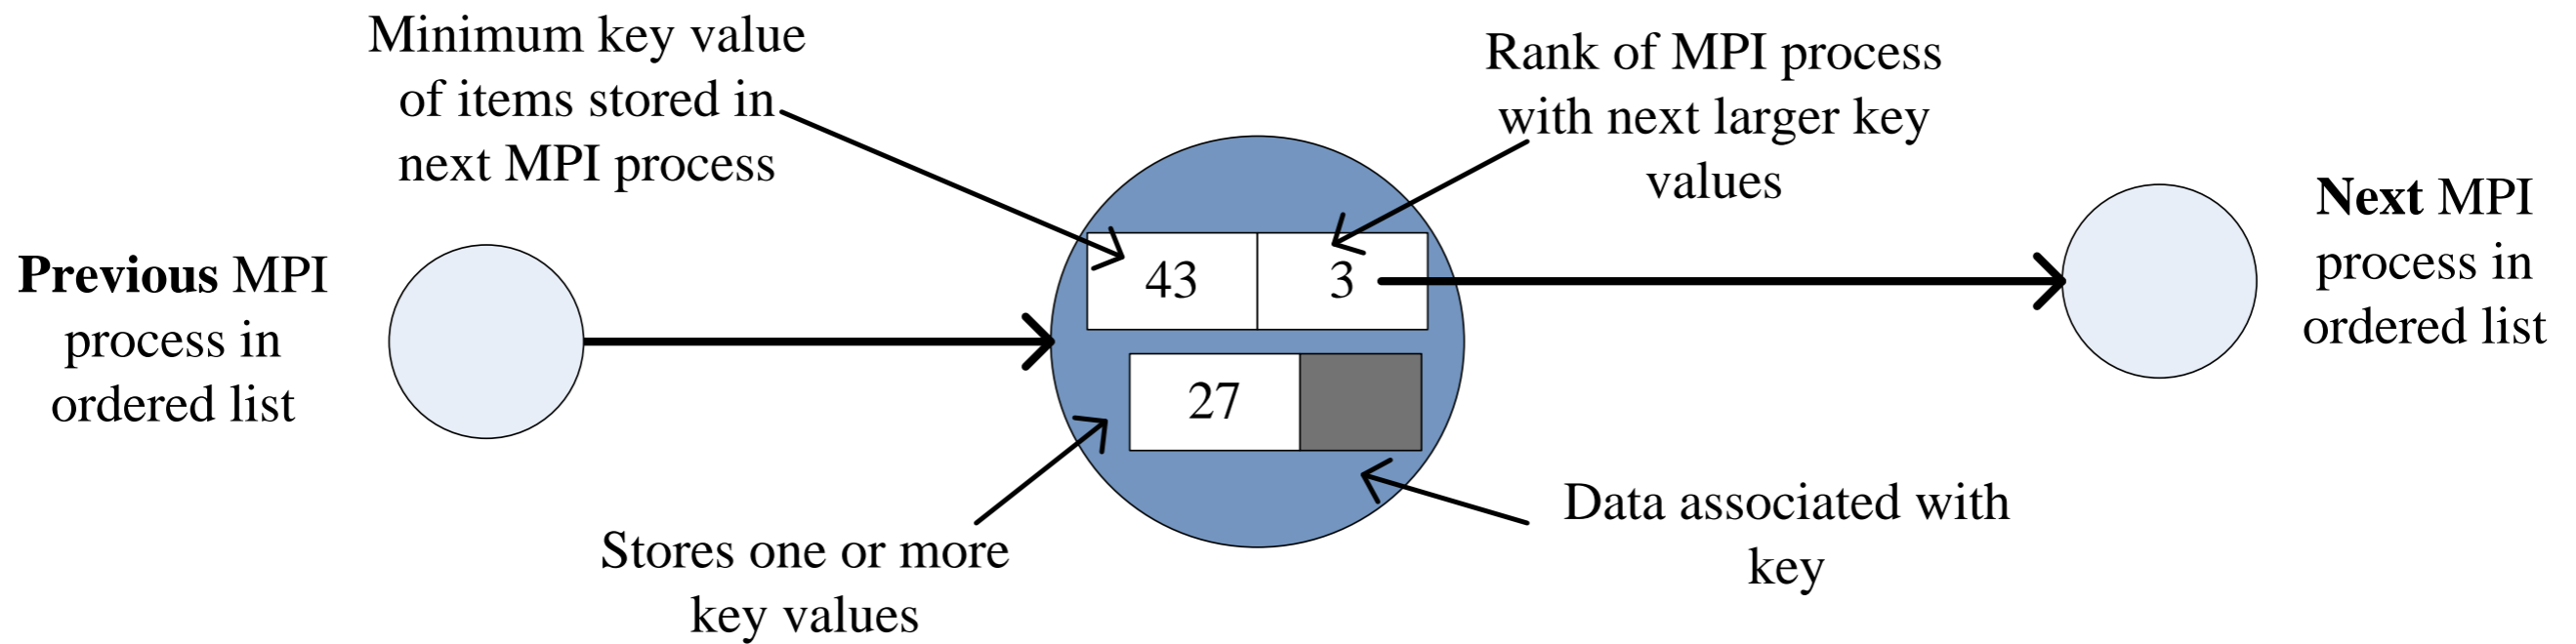 Minimum key value
of items stored in
next MPI process
Rank of MPI process
with next larger key
values
Previous MPI
process in
ordered list
43
3
27
Next MPI
process in
ordered list
Stores one or more
key values
Data associated with
key